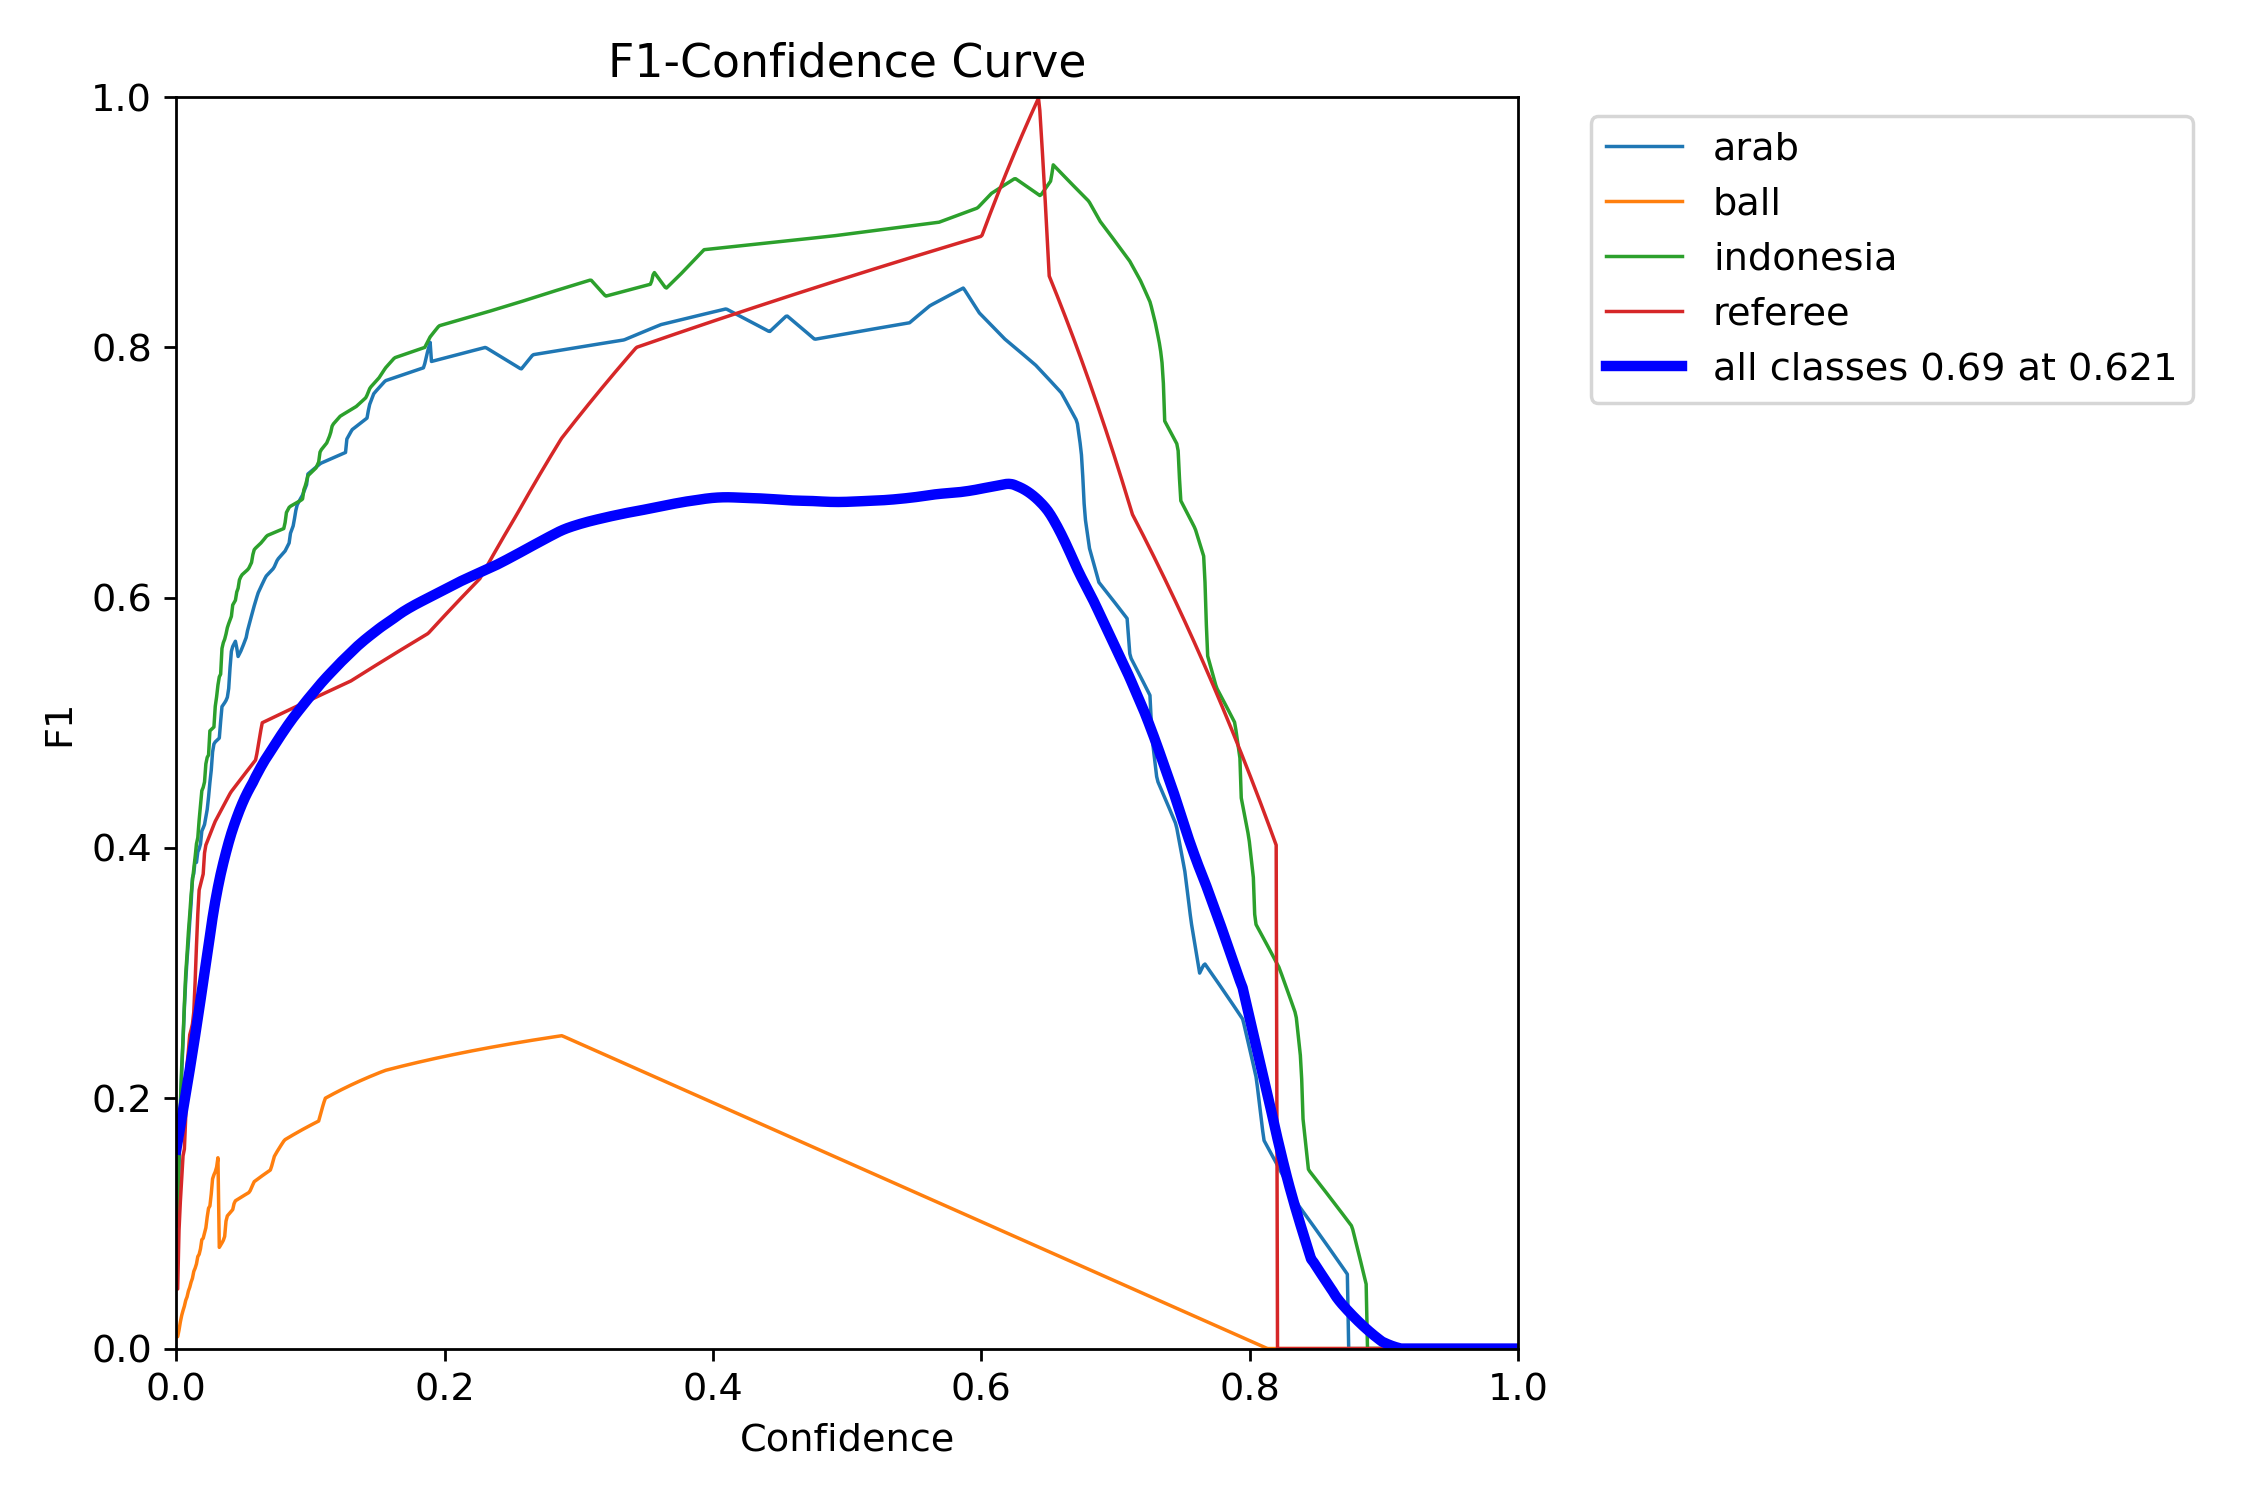 F1-Confidence Curve
1.0
0.8
0.6
0.4
0.2
0.0
F1
0.0 0.2 0.4 0.6 0.8 1.0
Confidence
arab
ball
indonesia
referee
all classes 0.69 at 0.621